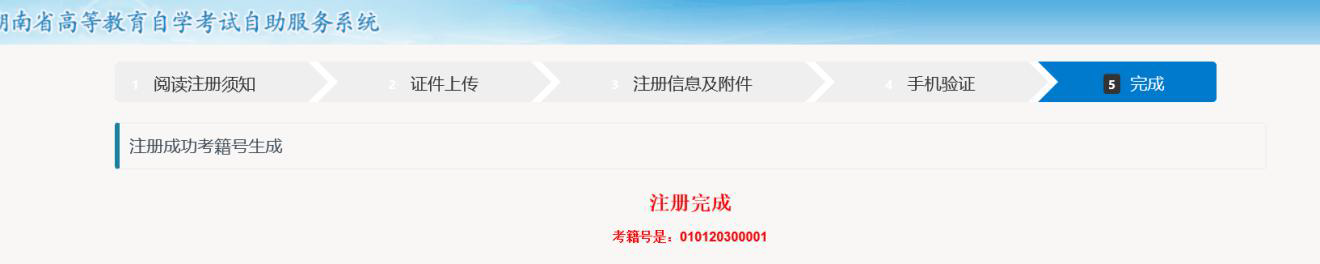 湖南省高等教育自学考试自助服务系统
1 阅读注册须知
2 证件上传
3 注册信息及附件
4 手机验证
5 完成
注册成功考籍号生成
注册完成
考籍号是：010120300001